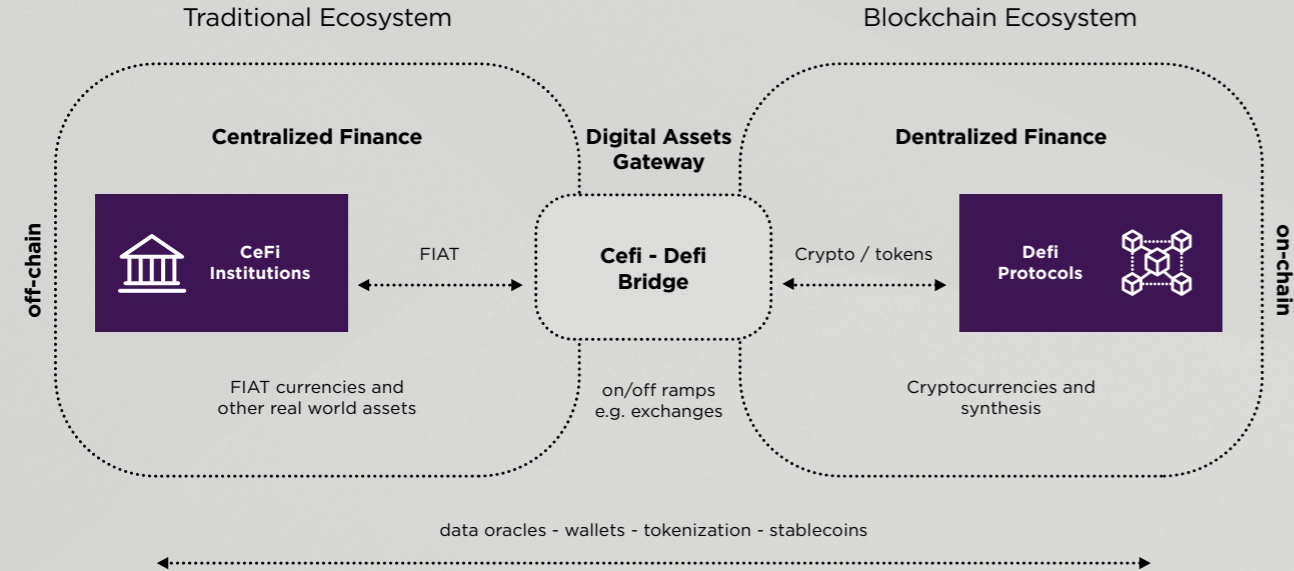 Traditional Ecosystem
Blockchain Ecosystem
Centralized Finance
Digital Assets
Gateway
Dentralized Finance
off-chain
CeFi
Institutions
FIAT
Cefi - Defi
Bridge
Crypto / tokens
Defi
Protocols
on-chain
FIAT currencies and
other real world assets
on/off ramps
e.g. exchanges
Cryptocurrencies and
synthesis
data oracles - wallets - tokenization - stablecoins